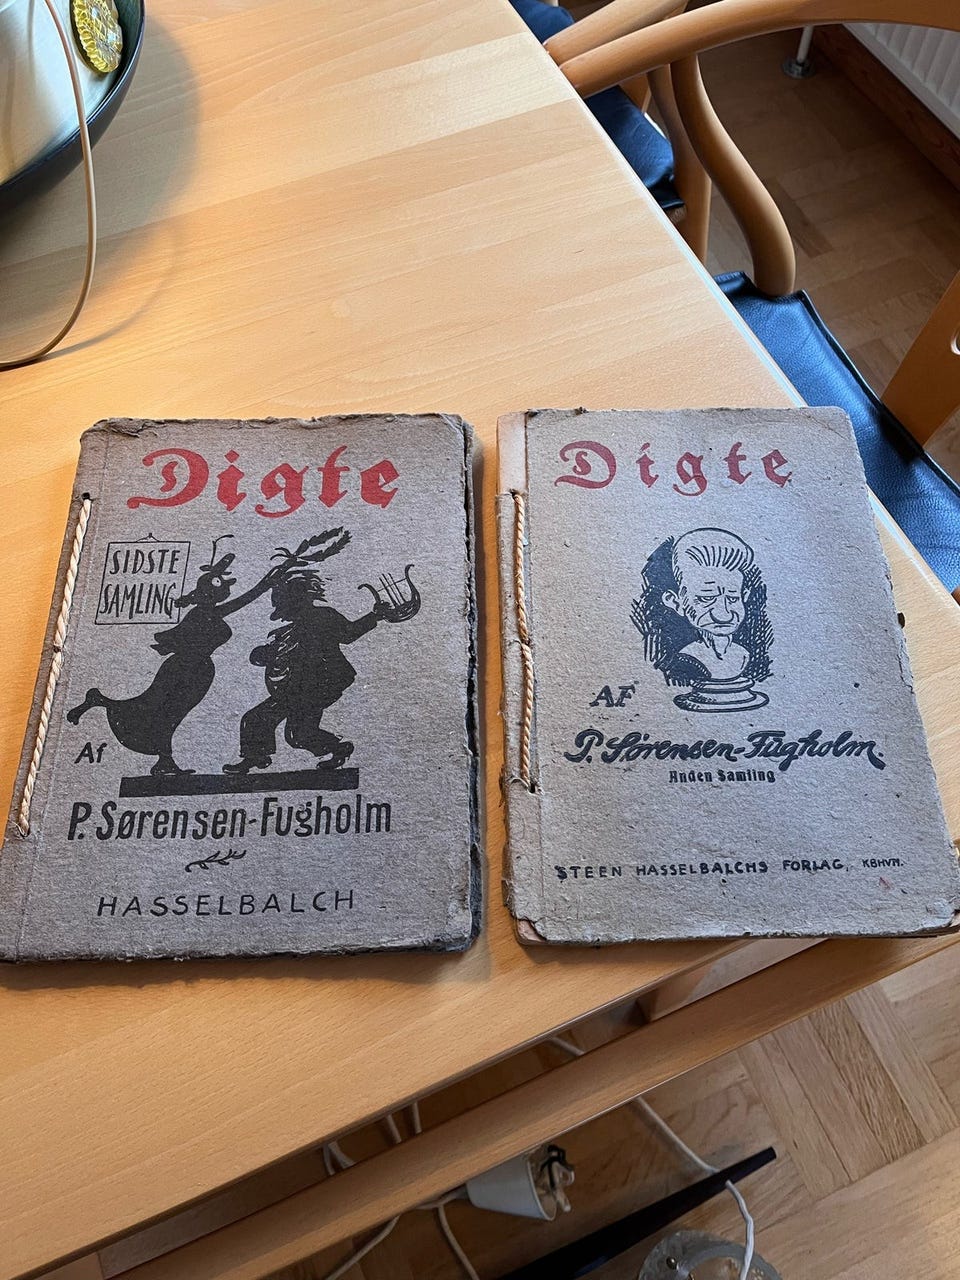 Digte
SIDSTE
SAMLING
Af
P. Sørensen-Fugholm
HASSELBALCH
Digte
AF
P. Sørensen-Fugholm.
Anden Samling
STEEN HASSELBALCHS FORLAG, KBHVN.